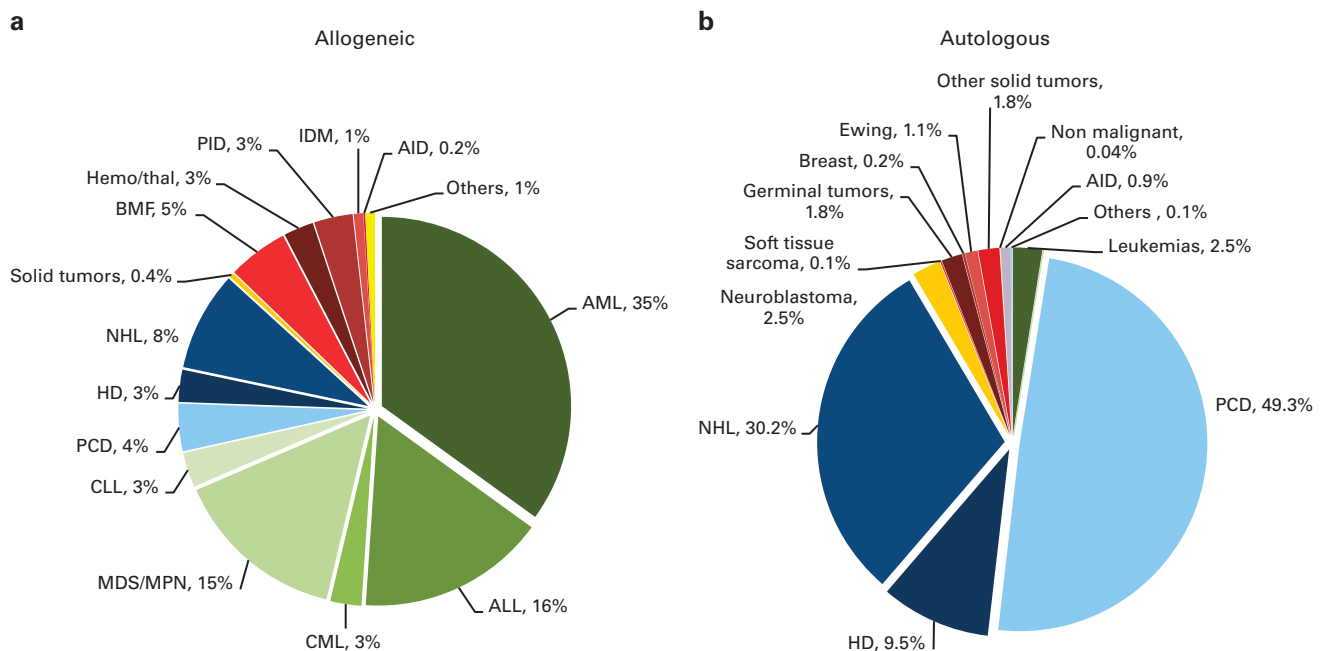 a
Allogeneic
IDM, 1%
PID, 3%
AID, 0.2%
Hemo/thal, 3%
Others, 1%
BMF, 5%
Solid tumors, 0.4%
AML, 35%
NHL, 8%
HD, 3%
PCD, 4%
CLL, 3%
MDS/MPN, 15%
ALL, 16%
CML, 3%
b
Autologous
Other solid tumors,
1.8%
Ewing, 1.1%
Non malignant,
0.04%
Breast, 0.2%
AID, 0.9%
Germinal tumors,
1.8%
Others , 0.1%
Soft tissue
sarcoma, 0.1%
Leukemias, 2.5%
Neuroblastoma,
2.5%
PCD, 49.3%
NHL, 30.2%
HD, 9.5%